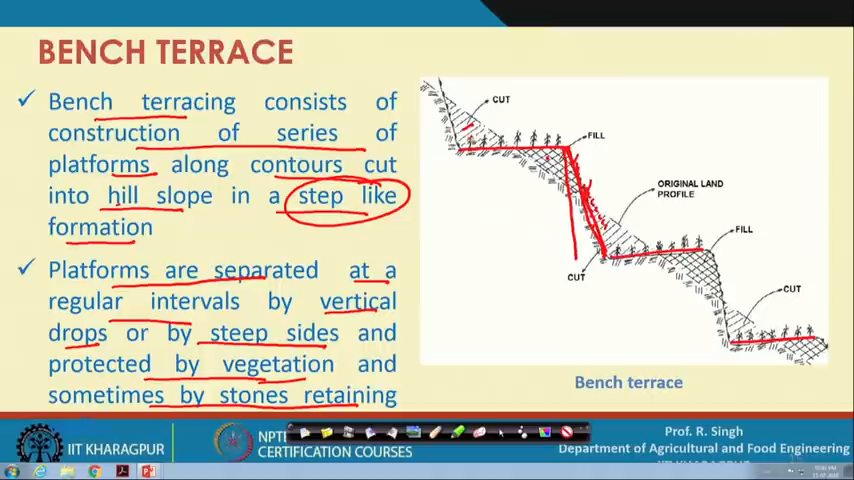 BENCH TERRACE
✓ Bench terracing consists of
construction of series of
platforms along contours cut
into hill slope in a step like
formation
✓ Platforms are separated at a
regular intervals by vertical
drops or by steep sides and
protected by vegetation and
sometimes by stones retaining
CUT
FILL
ORIGINAL LAND
PROFILE
FILL
CUT
CUT
Bench terrace
IIT KHARAGPUR
NPTE
CERTIFICATION COURSES
Prof. R. Singh
Department of Agricultural and Food Engineering